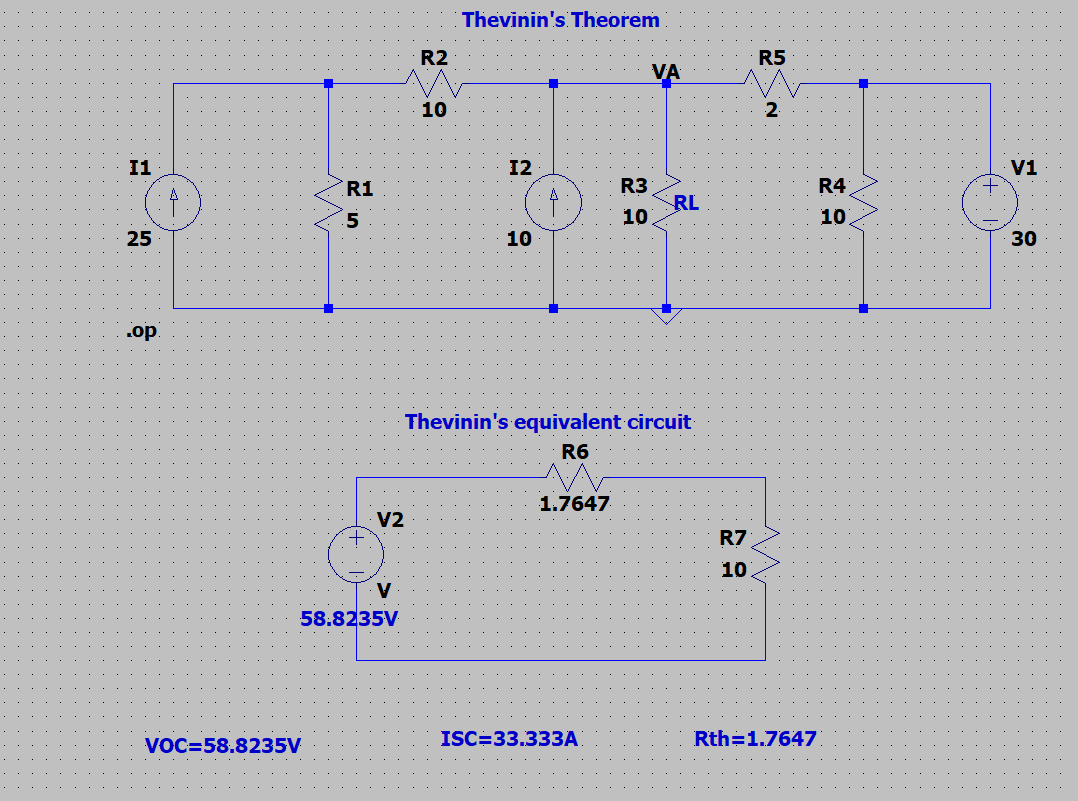 Thevinin's Theorem
R2
10
VA
R5
2
I1
25
R1
5
I2
10
R3
10
RL
R4
10
V1
30
.op
Thevinin's equivalent circuit
R6
1.7647
V2
V
58.8235V
R7
10
VOC=58.8235V
ISC=33.333A
Rth=1.7647